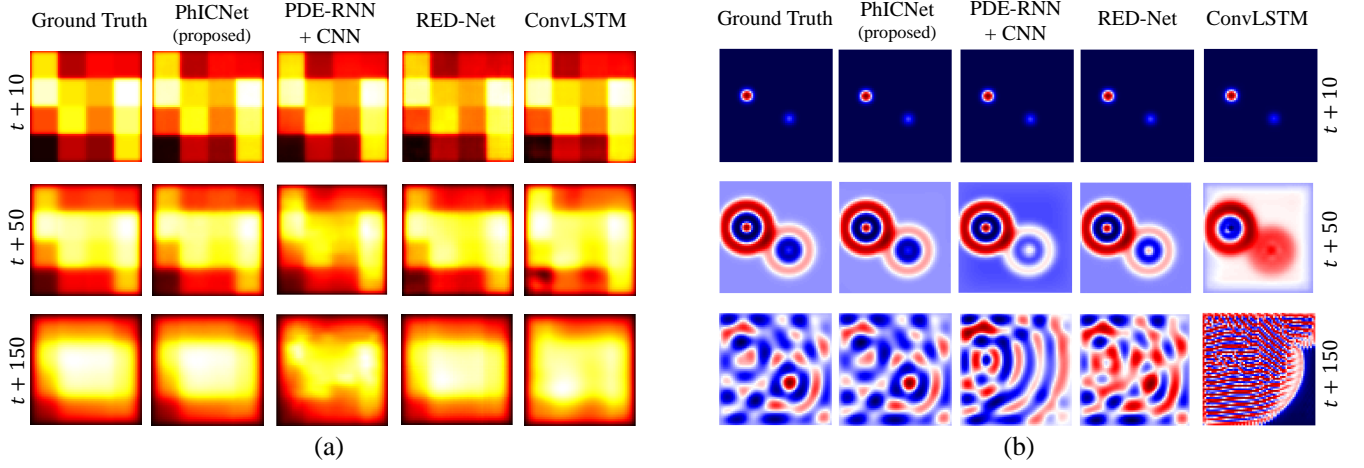 Ground Truth
PhICNet
(proposed)
PDE-RNN
+ CNN
RED-Net
ConvLSTM
t + 10
t + 50
t + 150
(a)
Ground Truth
PhICNet
(proposed)
PDE-RNN
+ CNN
RED-Net
ConvLSTM
t + 10
t + 50
t + 150
(b)